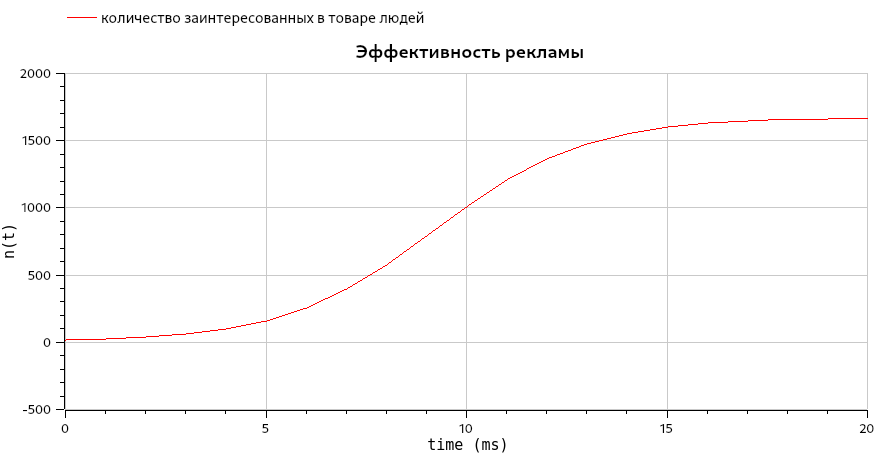 количество заинтересованных в товаре людей
Эффективность рекламы
2000
1500
1000
500
0
-500
n(t)
0 5 10 15 20
time (ms)